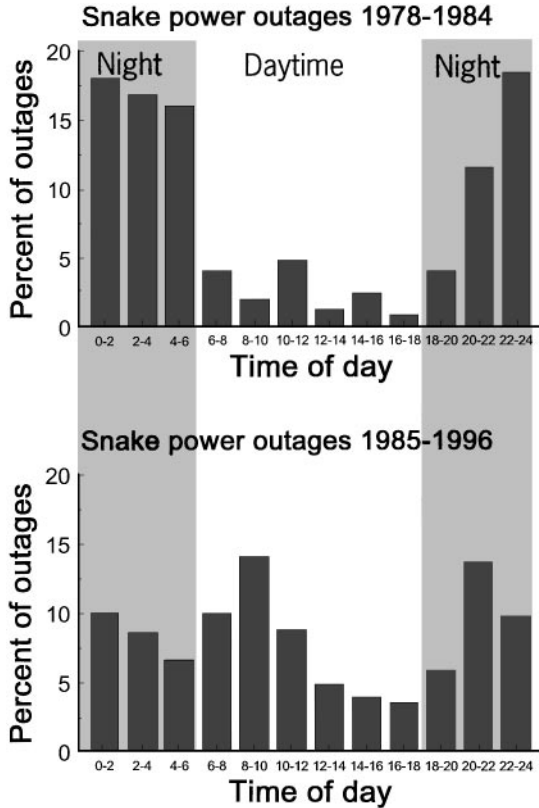 Snake power outages 1978-1984
Night Daytime Night
Percent of outages
20
15
10
5
0
0-2 2-4 4-6 6-8 8-10 10-12 12-14 14-16 16-18 18-20 20-22 22-24
Time of day
Snake power outages 1985-1996
Percent of outages
20
15
10
5
0
0-2 2-4 4-6 6-8 8-10 10-12 12-14 14-16 16-18 18-20 20-22 22-24
Time of day